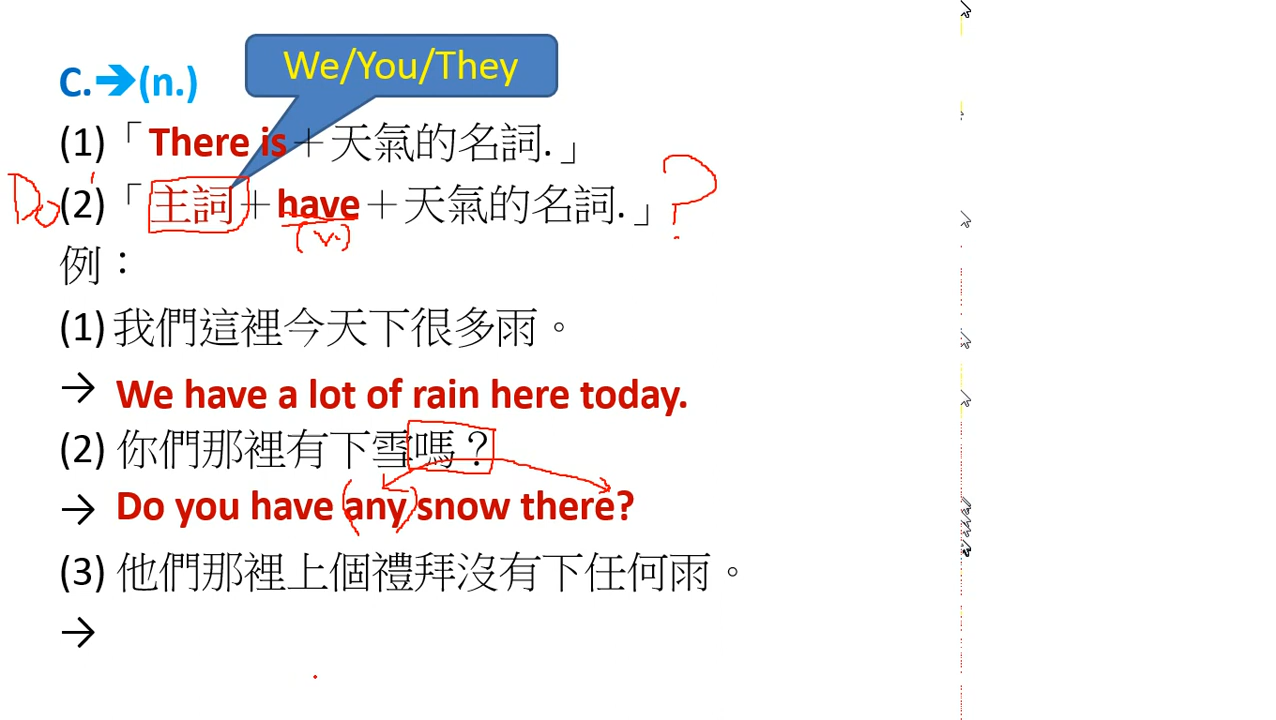 We/You/They
C.➔(n.)
(1)「There is＋天氣的名詞.」
Do (2)「主詞＋have＋天氣的名詞.」?
(v.)
例：
(1) 我們這裡今天下很多雨。
→ We have a lot of rain here today.
(2) 你們那裡有下雪嗎？
→ Do you have (any) snow there?
(3) 他們那裡上個禮拜沒有下任何雨。
→